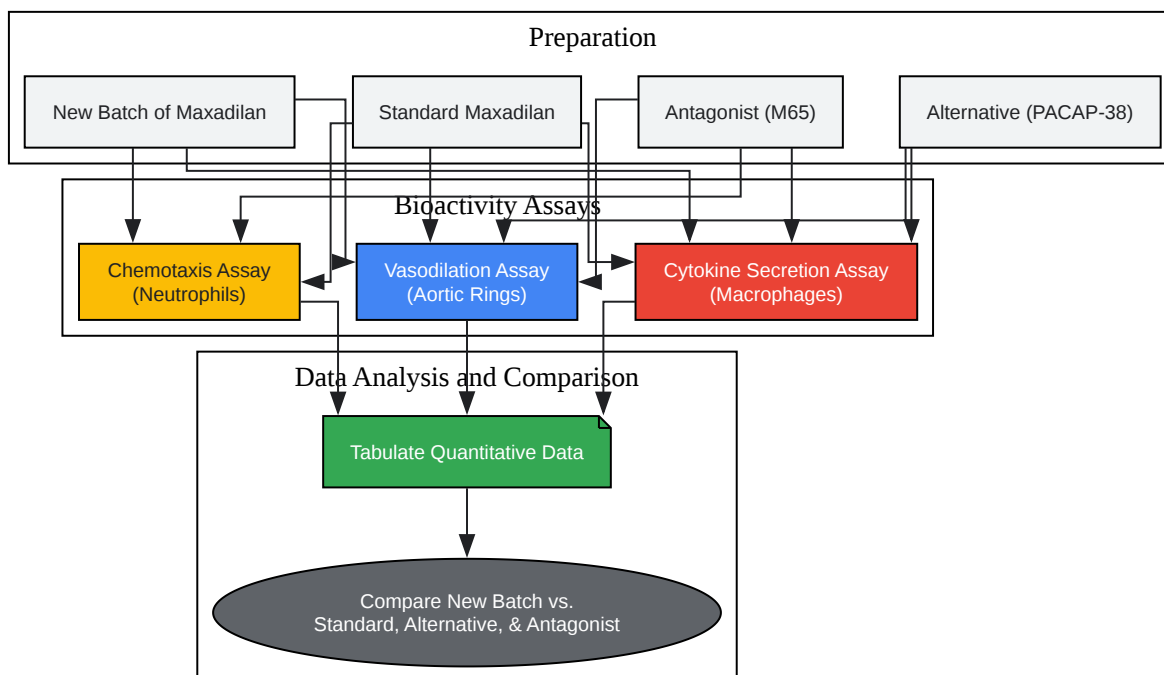 Preparation
New Batch of Maxadilan
Standard Maxadilan
Antagonist (M65)
Alternative (PACAP-38)
Bioactivity Assays
Chemotaxis Assay
(Neutrophils)
Vasodilation Assay
(Aortic Rings)
Cytokine Secretion Assay
(Macrophages)
Data Analysis and Comparison
Tabulate Quantitative Data
Compare New Batch vs.
Standard, Alternative, & Antagonist